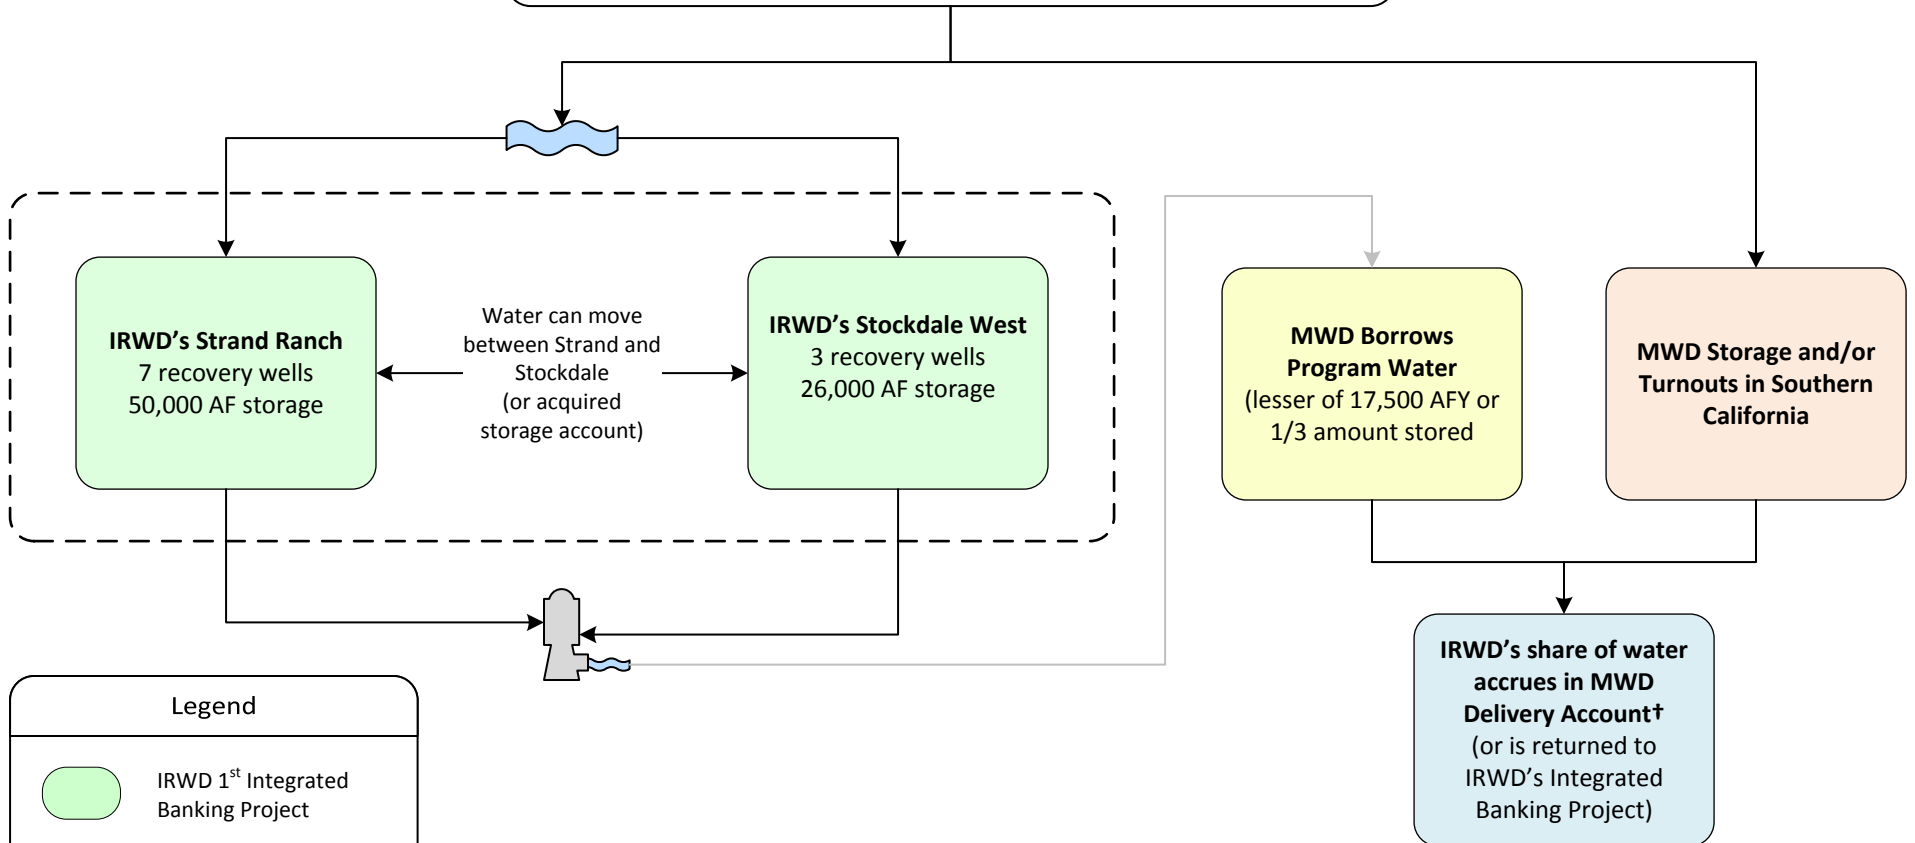 IRWD’s Strand Ranch
7 recovery wells
50,000 AF storage
Water can move
between Strand and
Stockdale
(or acquired
storage account)
IRWD’s Stockdale West
3 recovery wells
26,000 AF storage
MWD Borrows
Program Water
(lesser of 17,500 AFY or
1/3 amount stored
MWD Storage and/or
Turnouts in Southern
California
IRWD’s share of water
accrues in MWD
Delivery Account†
(or is returned to
IRWD’s Integrated
Banking Project)
Legend
IRWD 1st Integrated
Banking Project